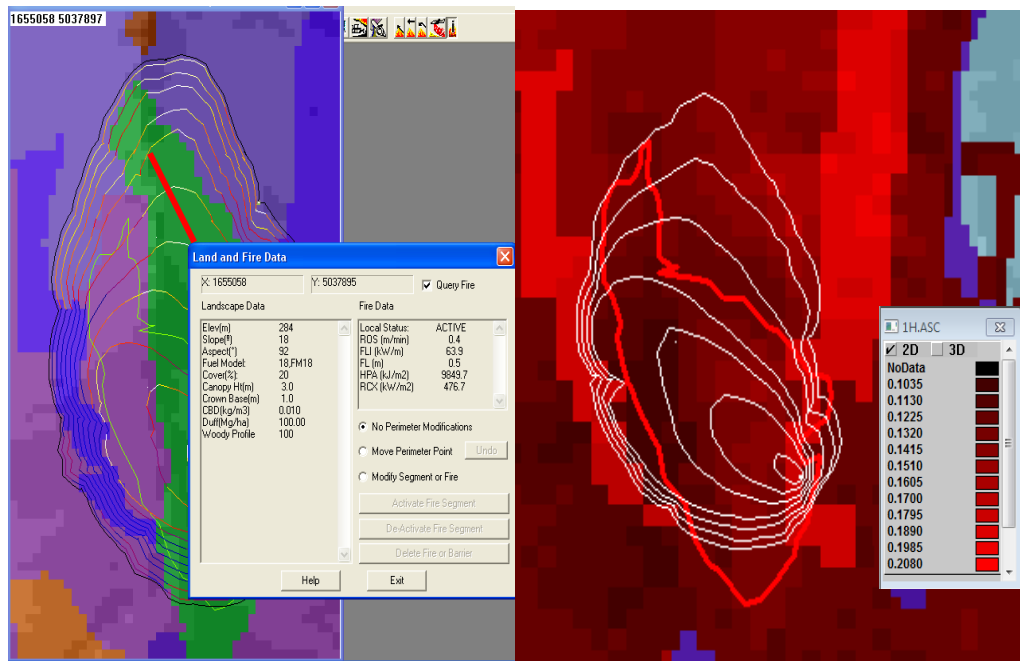 1655058 5037897
Land and Fire Data
X: 1655058
Y: 5037895
Query Fire
Landscape Data
Elev(m) 284
Slope(º) 18
Aspect(°) 92
Fuel Model: 18,FM18
Cover(%): 20
Canopy Ht(m) 3.0
Crown Base(m) 1.0
CBD(kg/m3) 0.010
Duff(Mg/ha) 100.00
Woody Profile 100
Fire Data
Local Status: ACTIVE
ROS (m/min) 0.4
FLI (kW/m) 63.9
FL (m) 0.5
HPA (kJ/m2) 9849.7
RCX (kW/m2) 476.7
No Perimeter Modifications
Move Perimeter Point
Undo
Modify Segment or Fire
Activate Fire Segment
De-Activate Fire Segment
Delete Fire or Barrier
Help
Exit
1H.ASC
2D 3D
NoData
0.1035
0.1130
0.1225
0.1320
0.1415
0.1510
0.1605
0.1700
0.1795
0.1890
0.1985
0.2080